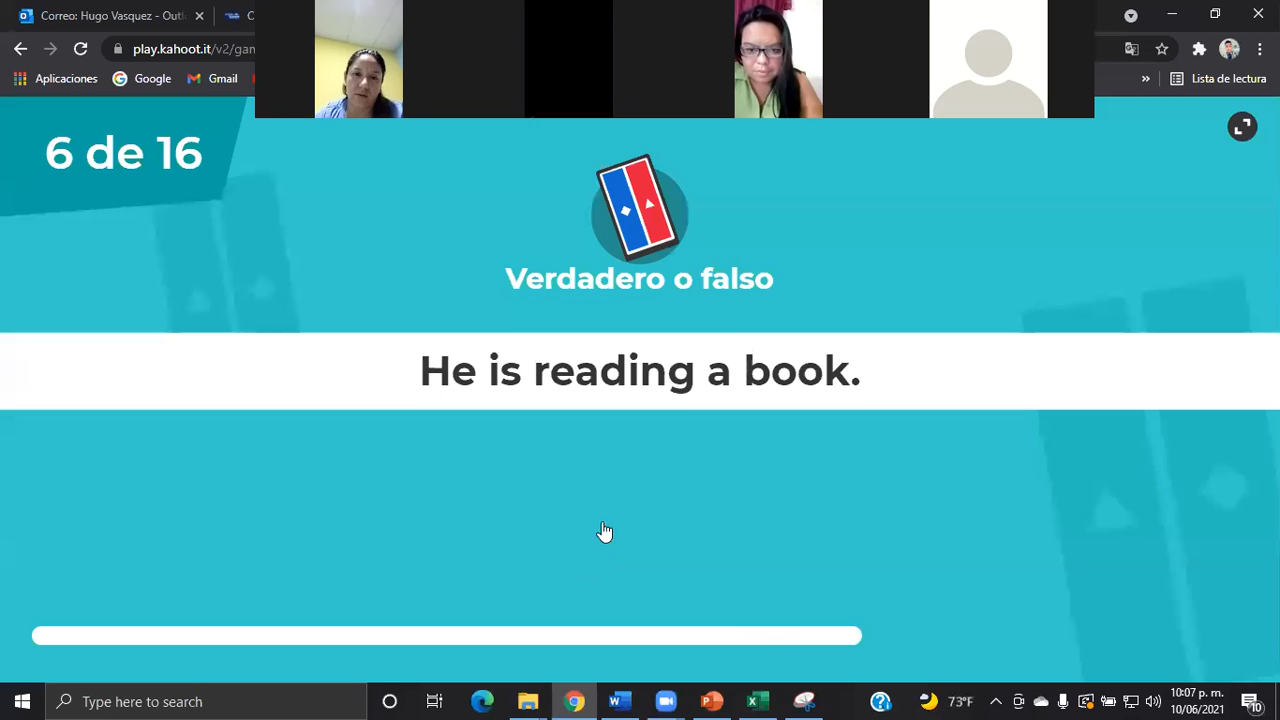 Correo: Hugo Vasquez - Outl
C
play.kahoot.it/v2/gan
Aplicaciones
Google
Gmail
»
Lista de lectura
6 de 16
Verdadero o falso
He is reading a book.
Type here to search
73°F
10:07 p. m.
10/06/2021
10